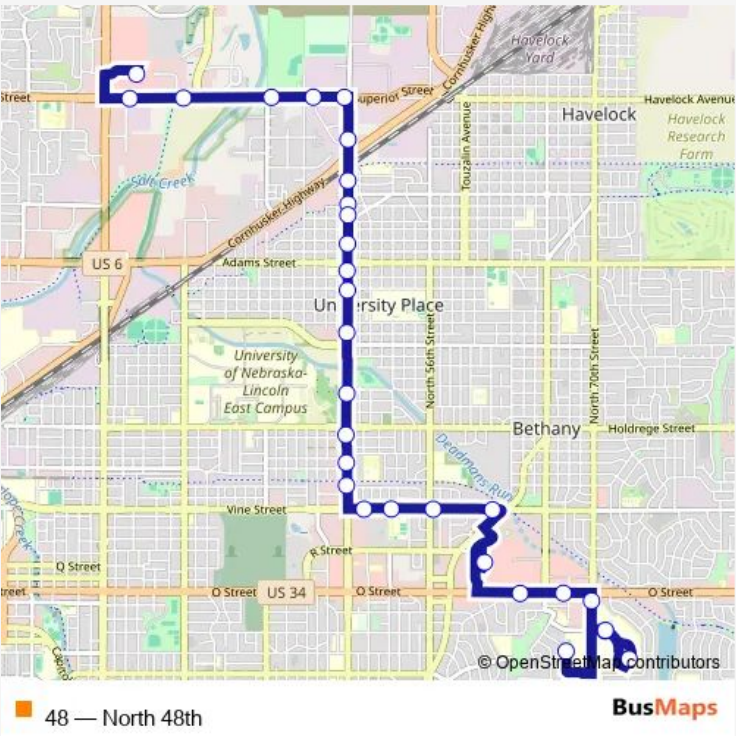 Havelock
Yard
Cornhusker Highw
Street
Superior Street
Havelock Avenue
Havelock
Havelock
Research
Farm
Touzalin Avenue
Salt Creek
Cornhusker Highway
US 6
Adams Street
University Place
North 56th Street
North 70th Street
University
of Nebraska-
Lincoln
East Campus
Bethany
Holdrege Street
Deadmans Run
Vine Street
R Street
Q Street
O Street
US 34
O Street
O Street
© OpenStreetMap contributors
48 — North 48th
BusMaps